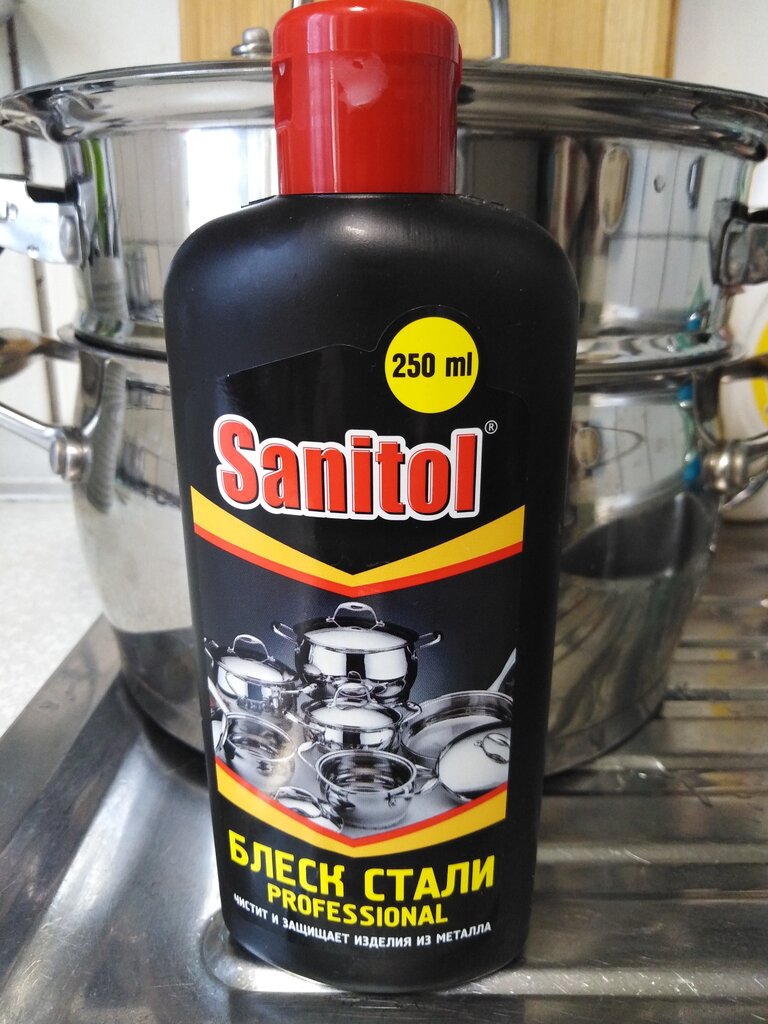 250 ml
Sanitol®
БЛЕСК СТАЛИ
PROFESSIONAL
ЧИСТИТ И ЗАЩИЩАЕТ ИЗДЕЛИЯ ИЗ МЕТАЛЛА